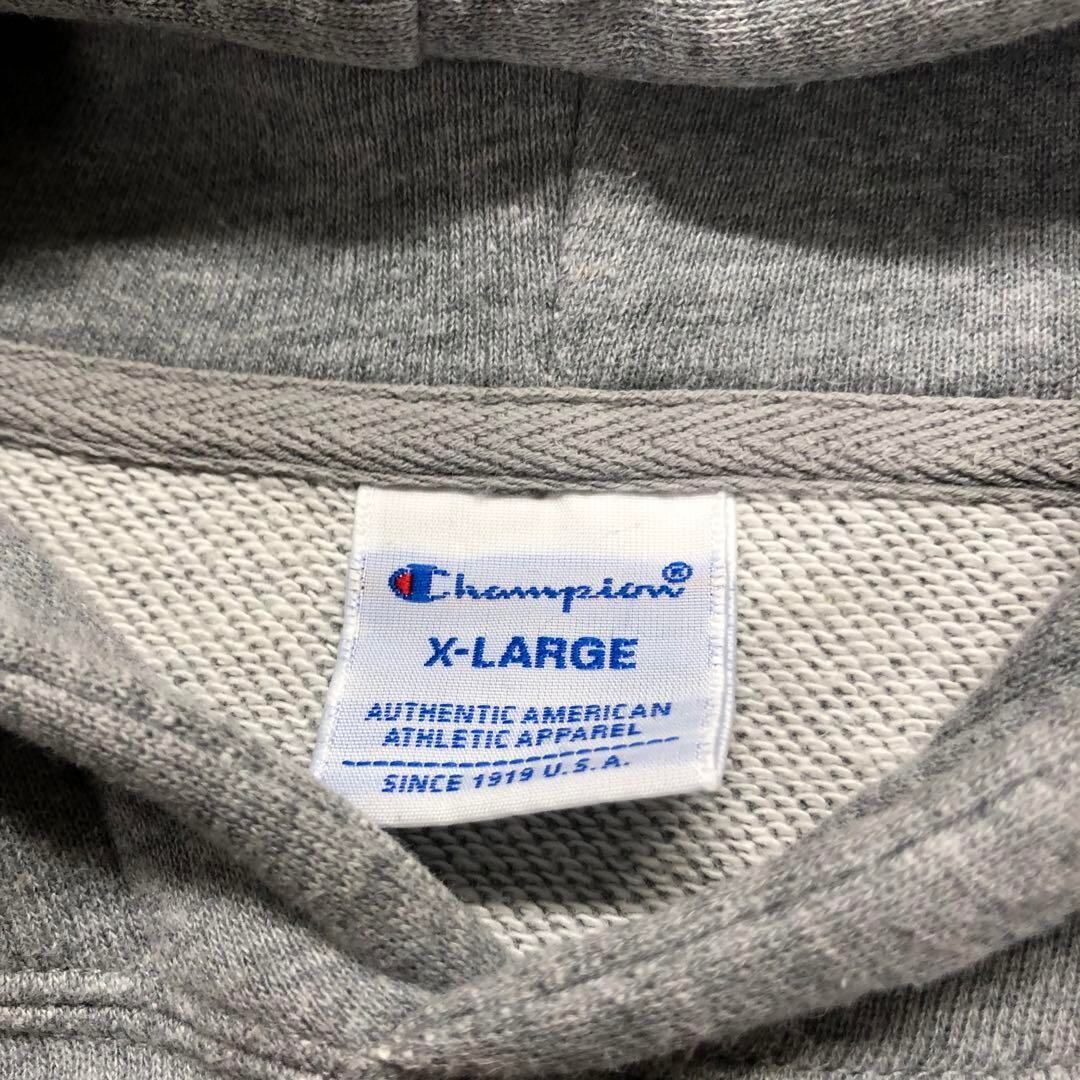 Champion®
X-LARGE
AUTHENTIC AMERICAN
ATHLETIC APPAREL
SINCE 1919 U.S.A.